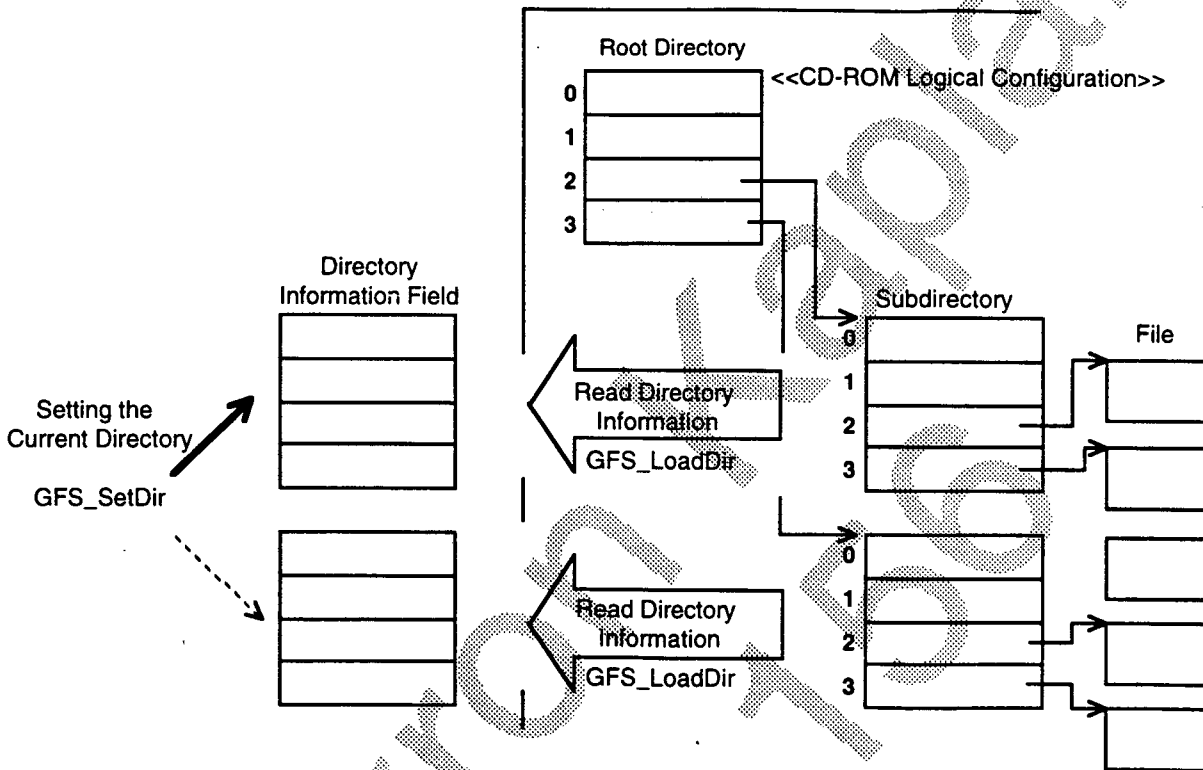 Root Directory
<<CD-ROM Logical Configuration>>
0
1
2
3
Directory
Information Field
Subdirectory
File
0
1
2
3
Setting the
Current Directory
GFS_SetDir
Read Directory
Information
GFS_LoadDir
0
1
2
3
Read Directory
Information
GFS_LoadDir